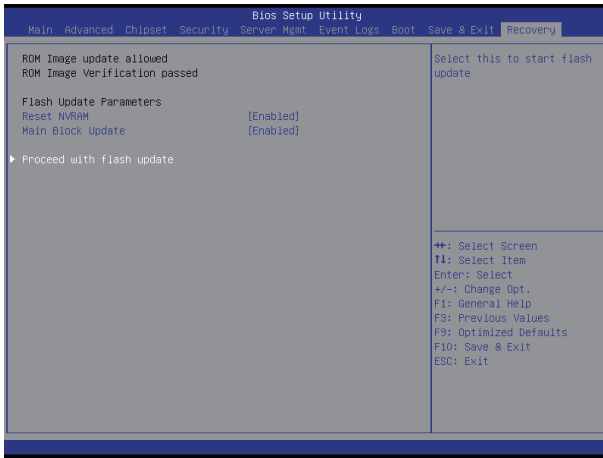 Bios Setup Utility
Main Advanced Chipset Security Server Mgmt Event Logs Boot Save & Exit Recovery
ROM Image update allowed
ROM Image Verification passed
Flash Update Parameters
Reset NVRAM [Enabled]
Main Block Update [Enabled]
Proceed with flash update
Select this to start flash
update
→←: Select Screen
↑↓: Select Item
Enter: Select
+/-: Change Opt.
F1: General Help
F3: Previous Values
F9: Optimized Defaults
F10: Save & Exit
ESC: Exit